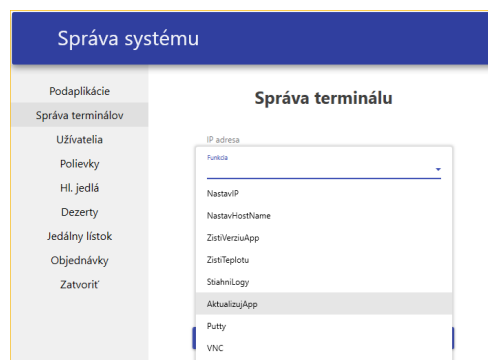 Správa systému
Podaplikácie
Správa terminálov
Užívatelia
Polievky
Hl. jedlá
Dezerty
Jedálny lístok
Objednávky
Zatvoriť
Správa terminálu
IP adresa
Funkcia
NastavIP
NastavHostName
ZistiVerziuApp
ZistiTeplotu
StiahniLogy
AktualizujApp
Putty
VNC